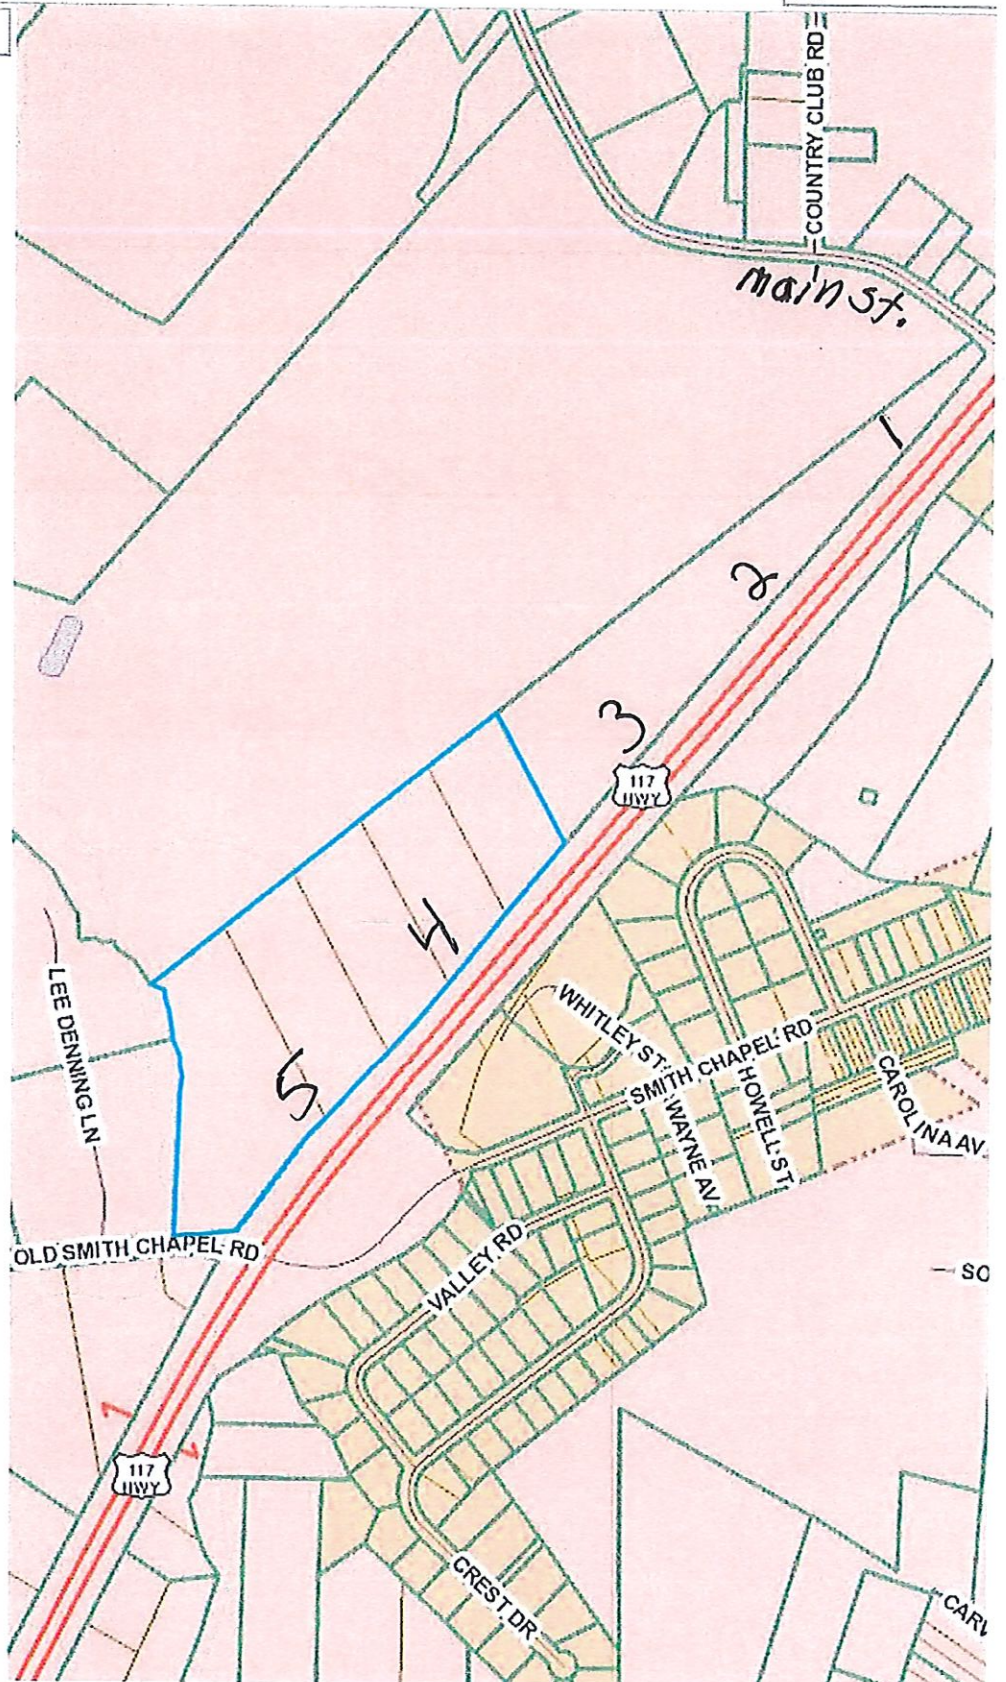 COUNTRY CLUB RD
main st.
1
2
3
117
HWY
4
WHITLEY ST.
SMITH CHAPEL RD
LEE DENNING LN
HOWELL ST.
WAYNE AV.
CAROLINA AV.
5
OLD SMITH CHAPEL RD
VALLEY RD
SO
117
HWY
CREST DR
CARV